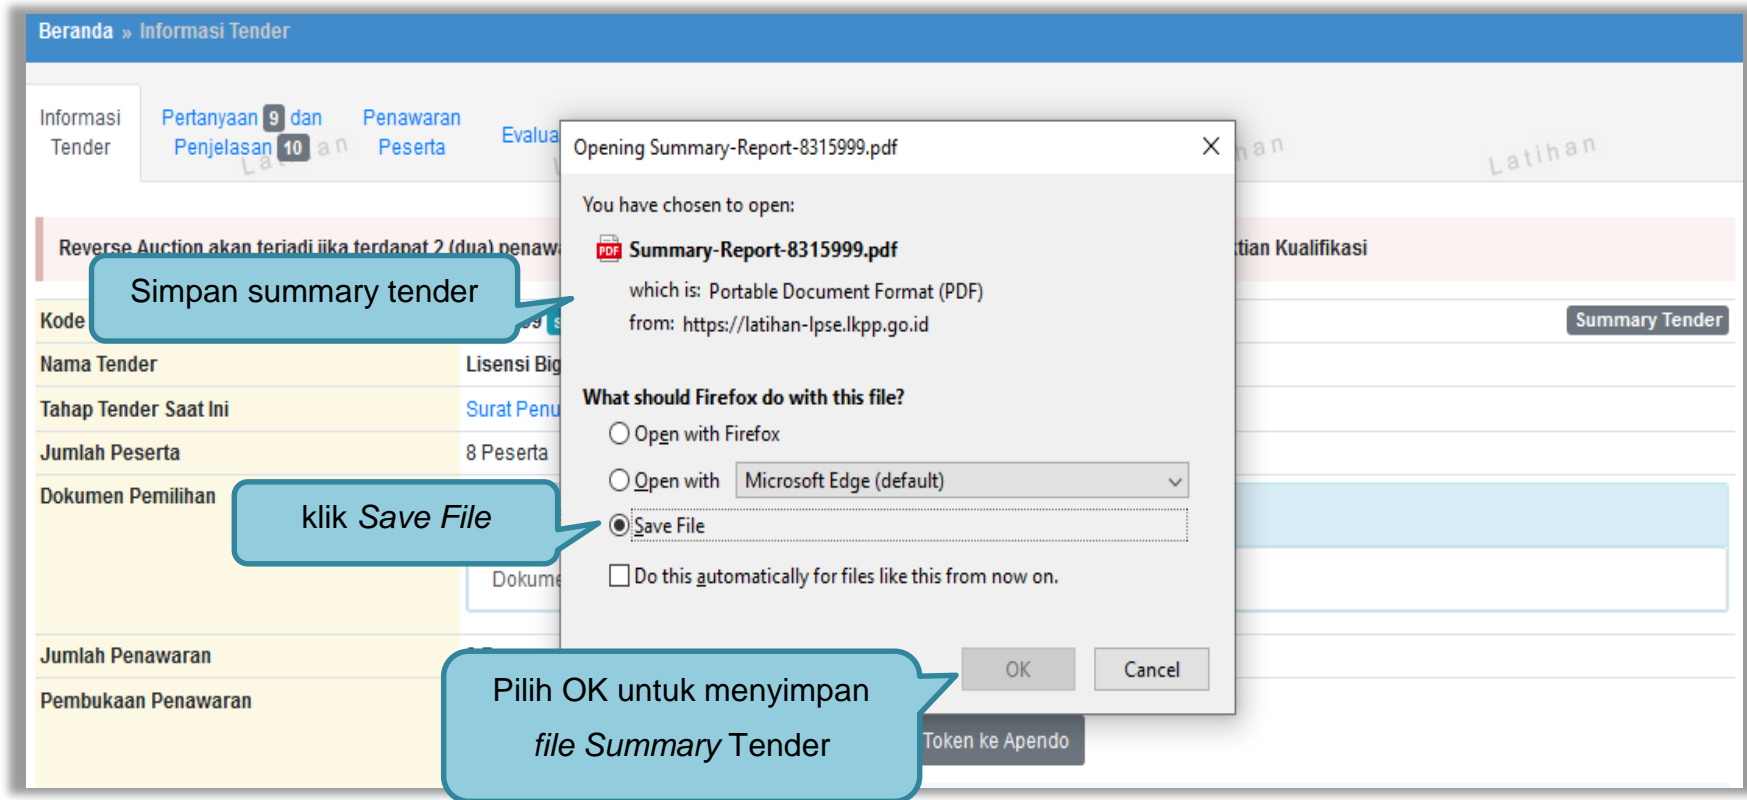 Beranda » Informasi Tender
Informasi
Tender
Pertanyaan 9 dan
Penjelasan 10
Penawaran
Peserta
Evalua
Latihan
Opening Summary-Report-8315999.pdf
You have chosen to open:
Summary-Report-8315999.pdf
which is: Portable Document Format (PDF)
from: https://latihan-lpse.lkpp.go.id
What should Firefox do with this file?
Open with Firefox
Open with Microsoft Edge (default)
Save File
Do this automatically for files like this from now on.
OK Cancel
Reverse Auction akan terjadi jika terdapat 2 (dua) penawa
tian Kualifikasi
Simpan summary tender
Kode
Summary Tender
Nama Tender
Lisensi Big
Tahap Tender Saat Ini
Surat Penu
Jumlah Peserta
8 Peserta
Dokumen Pemilihan
klik Save File
Dokume
Jumlah Penawaran
Pembukaan Penawaran
Pilih OK untuk menyimpan
file Summary Tender
Token ke Apendo